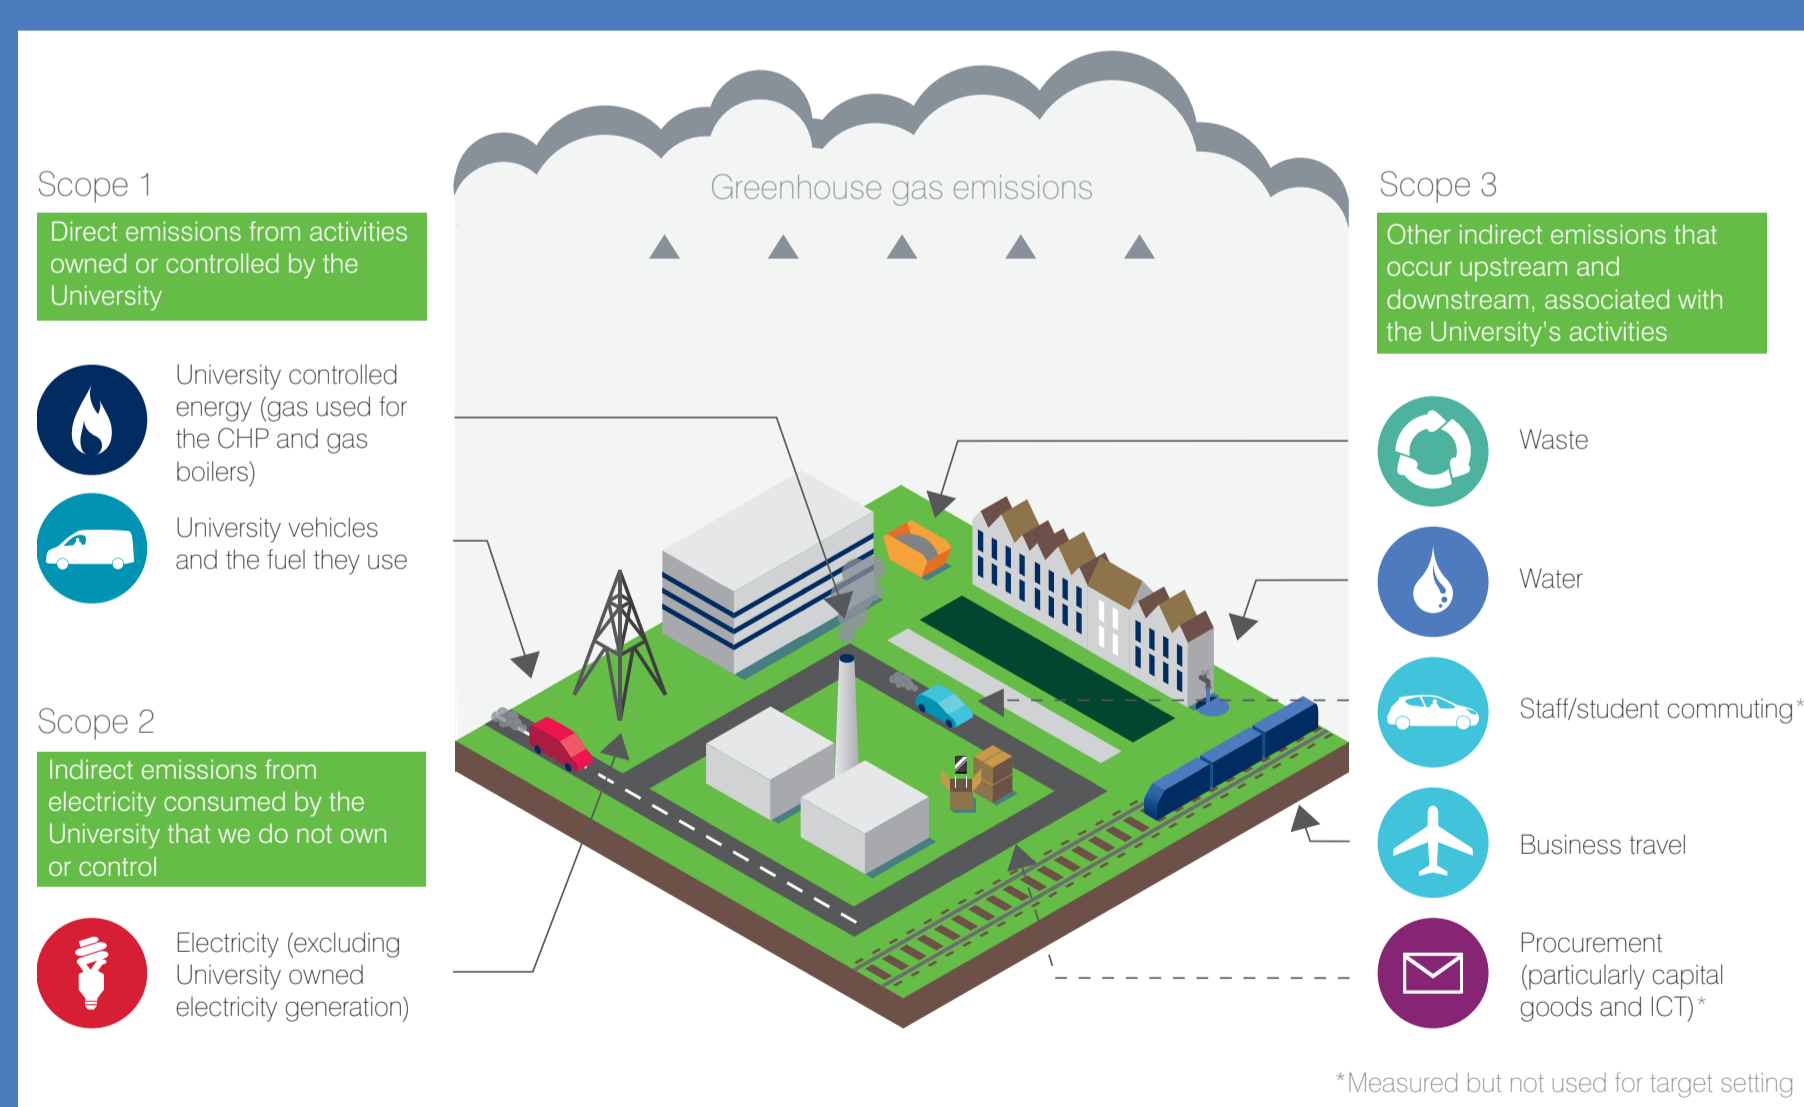 Greenhouse gas emissions
Scope 1
Direct emissions from activities
owned or controlled by the
University
University controlled
energy (gas used for
the CHP and gas
boilers)
University vehicles
and the fuel they use
Scope 2
Indirect emissions from
electricity consumed by the
University that we do not own
or control
Electricity (excluding
University owned
electricity generation)
Scope 3
Other indirect emissions that
occur upstream and
downstream, associated with
the University's activities
Waste
Water
Staff/student commuting*
Business travel
Procurement
(particularly capital
goods and ICT)*
*Measured but not used for target setting